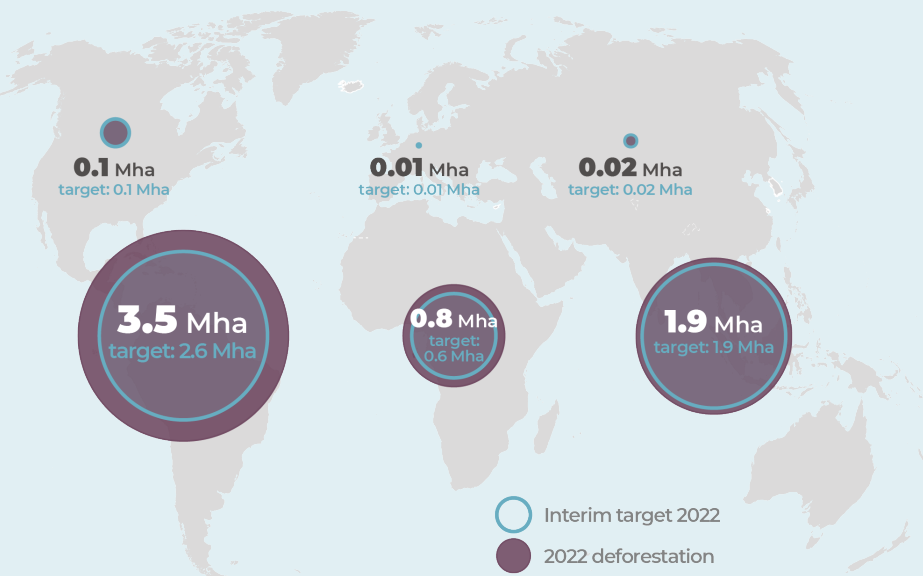 0.1 Mha
target: 0.1 Mha
0.01 Mha
target: 0.01 Mha
0.02 Mha
target: 0.02 Mha
3.5 Mha
target: 2.6 Mha
0.8 Mha
target:
0.6 Mha
1.9 Mha
target: 1.9 Mha
Interim target 2022
2022 deforestation